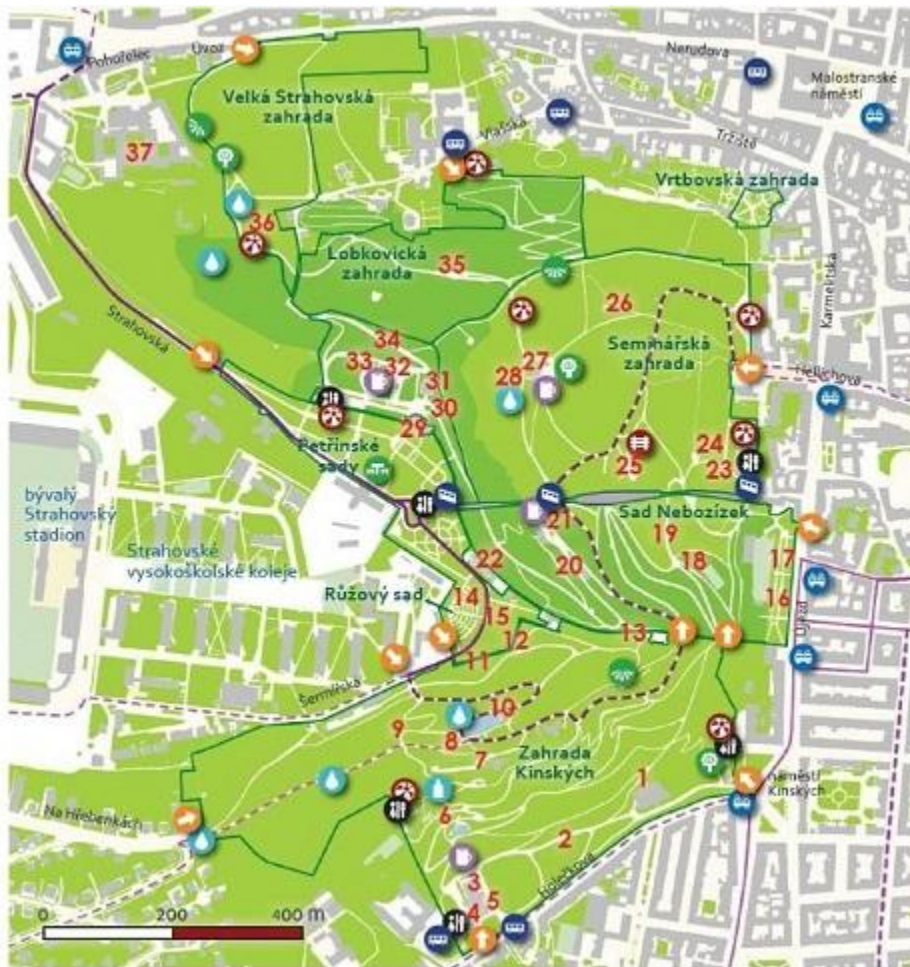 Pohořelec
Úvoz
Nerudova
Malostranské
náměstí
Velká Strahovská
zahrada
Vlašská
Tržiště
37
Vrtbovská zahrada
36
Lobkovická
zahrada
35
Karmelitská
Strahovská
26
34
Seminářská
zahrada
33
32
27
31
28
Hellichova
30
29
24
Petřínské
sady
25
23
bývalý
Strahovský
stadion
21
Sad Nebozízek
19
Strahovské
vysokoškolské koleje
22
20
18
17
Růžový sad
14
16
15
Újezd
12
13
11
Šermířská
10
9
8
Zahrada
Kinských
7
1
náměstí
Kinských
Na Hřebenkách
6
2
Holečkova
3
5
4
0
200
400 m